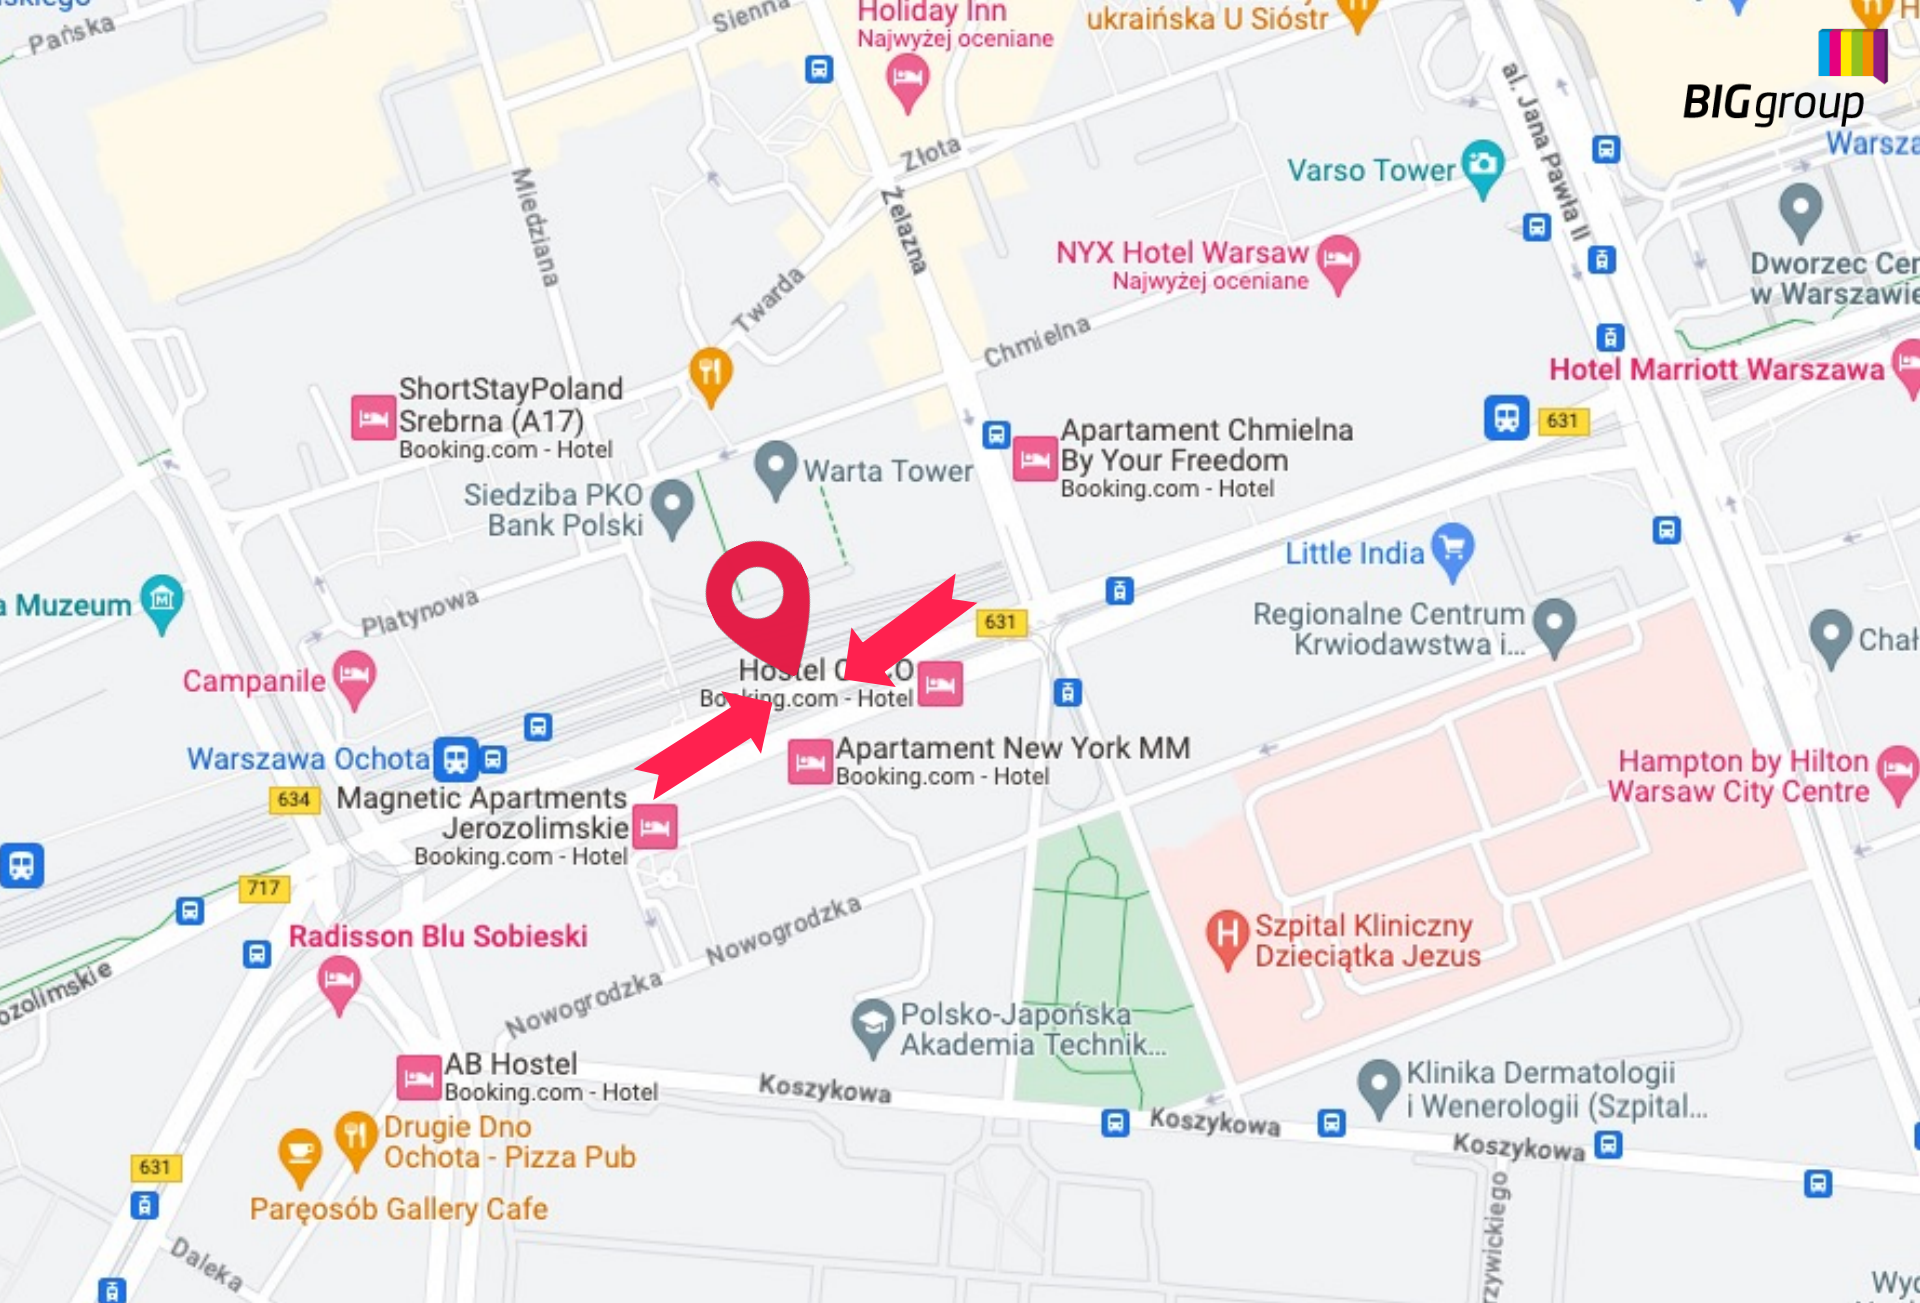 Pańska
Sienna
Holiday Inn
Najwyżej oceniane
ukraińska U Sióstr
BIGgroup
Warsza
al. Jana Pawła II
Złota
Żelazna
Miedziana
Varso Tower
NYX Hotel Warsaw
Najwyżej oceniane
Dworzec Cen
w Warszawie
Twarda
Chmielna
Hotel Marriott Warszawa
ShortStayPoland
Srebrna (A17)
Booking.com - Hotel
631
Apartament Chmielna
By Your Freedom
Booking.com - Hotel
Warta Tower
Siedziba PKO
Bank Polski
Little India
a Muzeum
Platynowa
631
Regionalne Centrum
Krwiodawstwa i...
Chał
Campanile
Hostel
Booking.com - Hotel
Warszawa Ochota
Apartament New York MM
Booking.com - Hotel
Hampton by Hilton
Warsaw City Centre
634
Magnetic Apartments
Jerozolimskie
Booking.com - Hotel
717
Nowogrodzka
Radisson Blu Sobieski
Szpital Kliniczny
Dzieciątka Jezus
ozolimskie
Nowogrodzka
Polsko-Japońska
Akademia Technik...
AB Hostel
Booking.com - Hotel
Koszykowa
Klinika Dermatologii
i Wenerologii (Szpital...
Koszykowa
Koszykowa
Drugie Dno
Ochota - Pizza Pub
631
Paręosób Gallery Cafe
rzywickiego
Daleka
Wyd